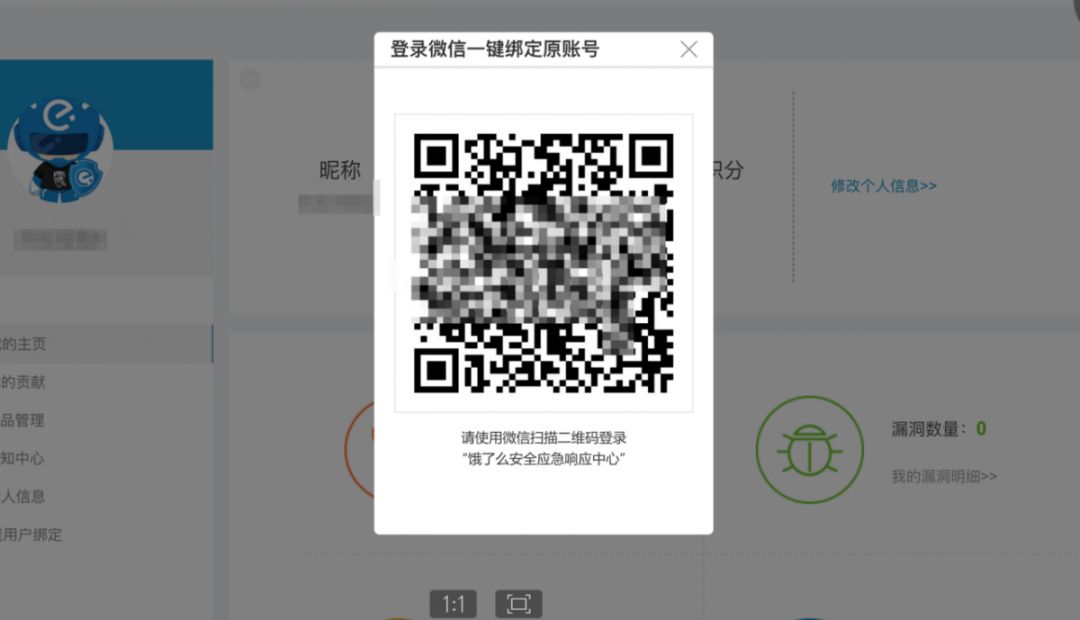 登录微信一键绑定原账号
昵称
积分
修改个人信息>>
的主页
的贡献
品管理
知中心
人信息
用户绑定
请使用微信扫描二维码登录
“饿了么安全应急响应中心”
漏洞数量：0
我的漏洞明细>>
1:1